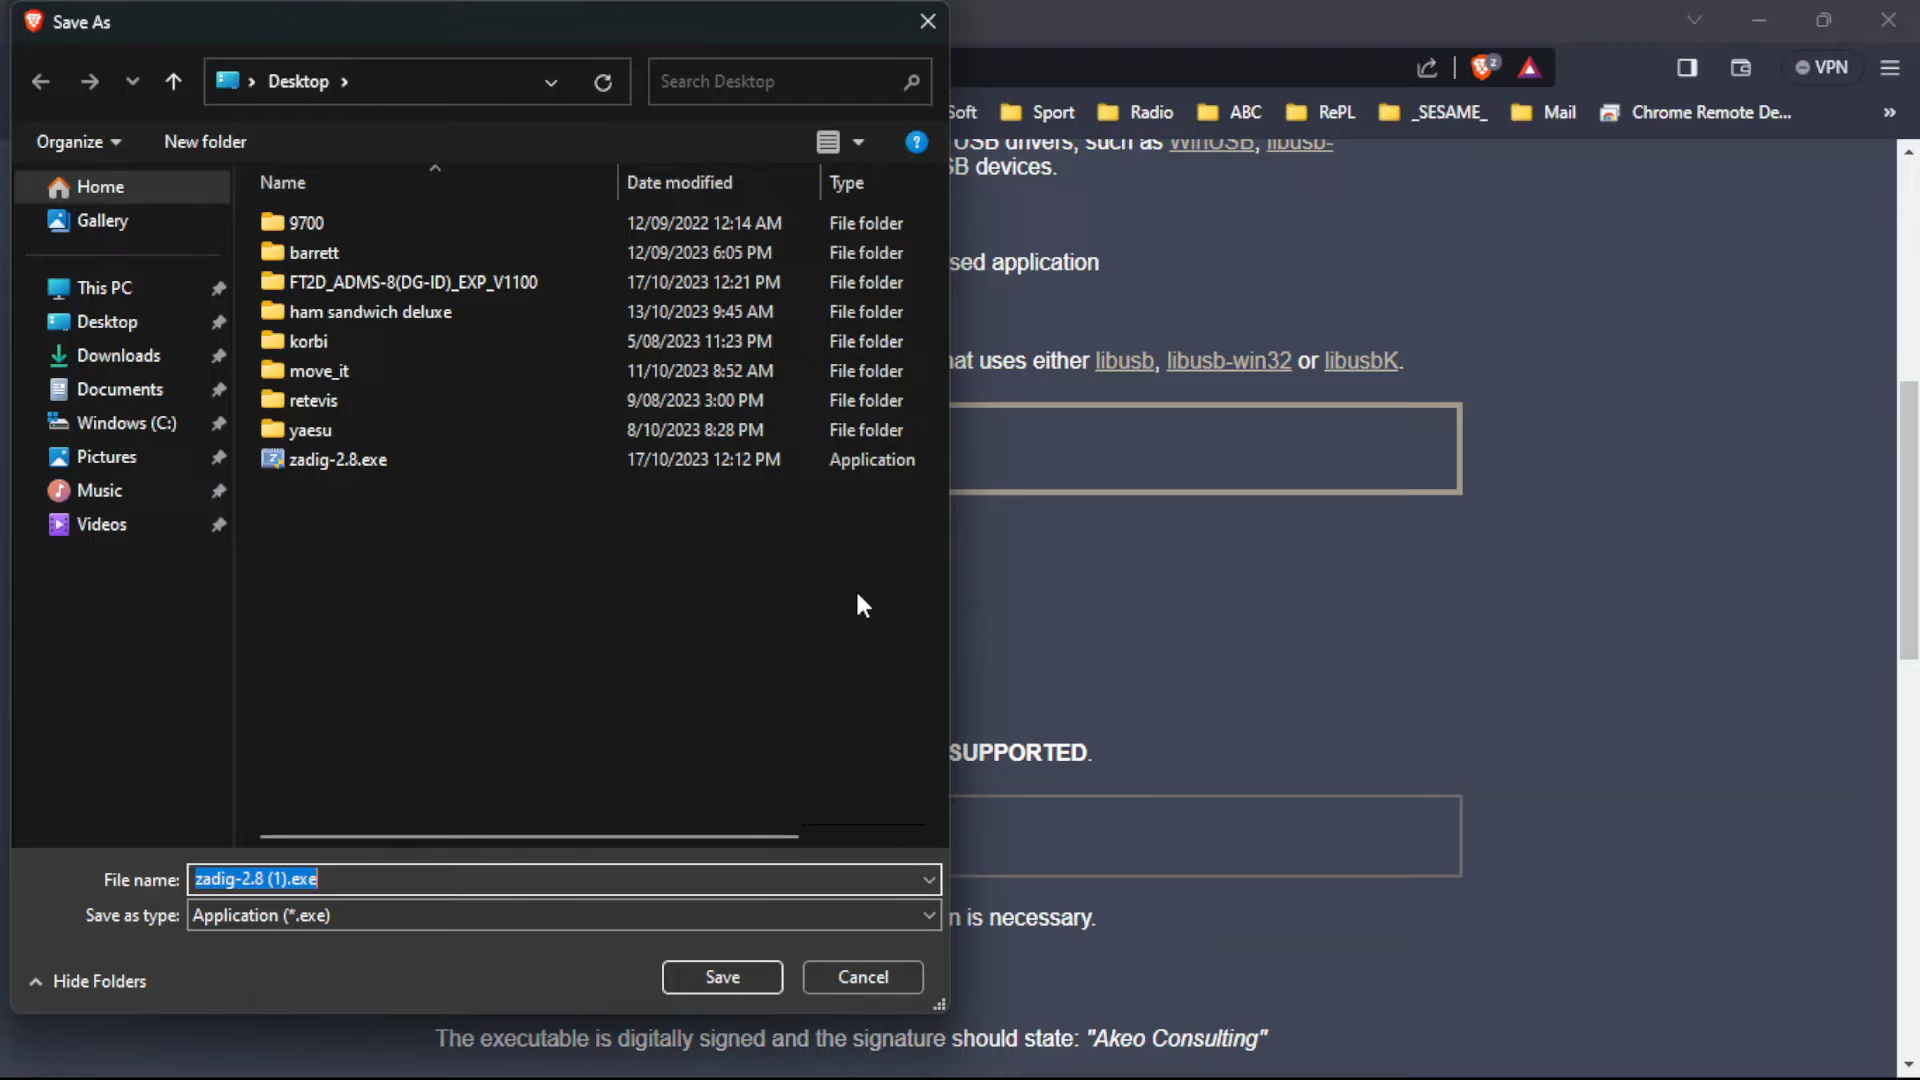 Save As
Desktop
Search Desktop
VPN
Organize
New folder
Soft
Sport
Radio
ABC
RePL
_SESAME_
Mail
Chrome Remote De...
USB drivers, such as WinUSB, libusb-
SB devices.
Home
Gallery
This PC
Desktop
Downloads
Documents
Windows (C:)
Pictures
Music
Videos
Name
Date modified
Type
9700
12/09/2022 12:14 AM
File folder
barrett
12/09/2023 6:05 PM
File folder
FT2D_ADMS-8(DG-ID)_EXP_V1100
17/10/2023 12:21 PM
File folder
ham sandwich deluxe
13/10/2023 9:45 AM
File folder
korbi
5/08/2023 11:23 PM
File folder
move_it
11/10/2023 8:52 AM
File folder
retevis
9/08/2023 3:00 PM
File folder
yaesu
8/10/2023 8:28 PM
File folder
zadig-2.8.exe
17/10/2023 12:12 PM
Application
sed application
hat uses either libusb, libusb-win32 or libusbK.
SUPPORTED.
n is necessary.
File name: zadig-2.8 (1).exe
Save as type: Application (*.exe)
Hide Folders
Save
Cancel
The executable is digitally signed and the signature should state: "Akeo Consulting"